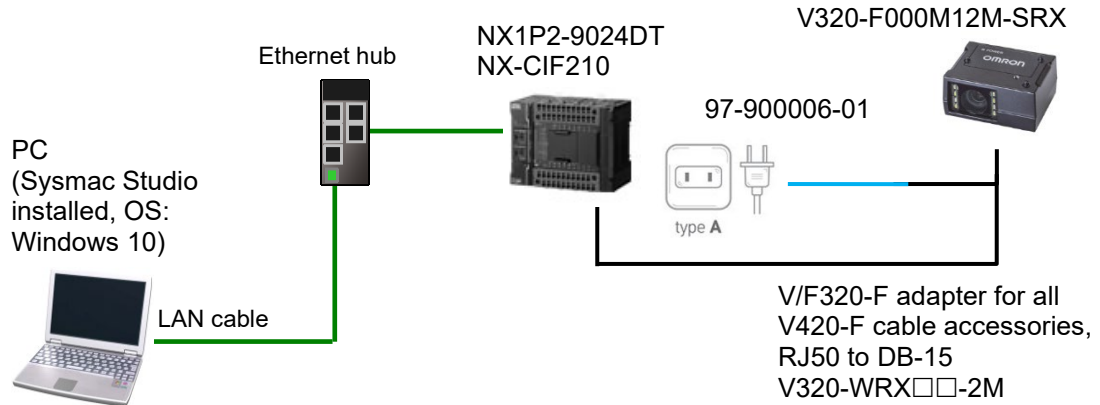 V320-F000M12M-SRX
NX1P2-9024DT
NX-CIF210
Ethernet hub
97-900006-01
OMRON
PC
(Sysmac Studio
installed, OS:
Windows 10)
type A
LAN cable
V/F320-F adapter for all
V420-F cable accessories,
RJ50 to DB-15
V320-WRX□□-2M